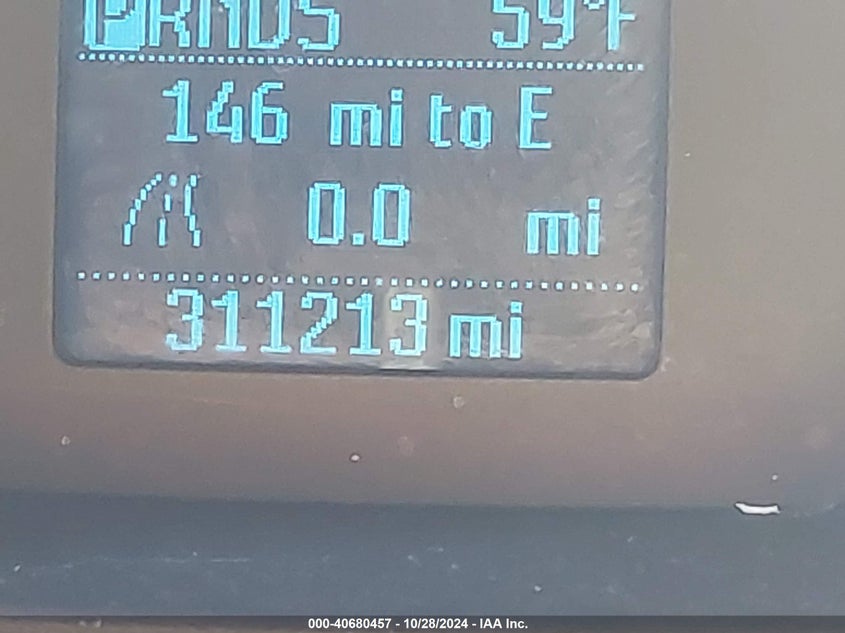 PRNDS 59°F
146 mi to E
0.0 mi
311213 mi
000-40680457 - 10/28/2024 - IAA Inc.